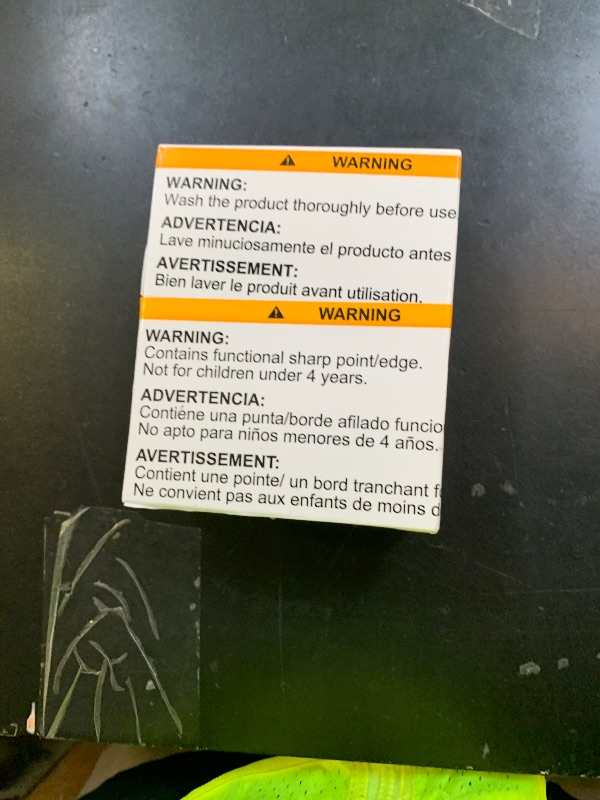 ⚠ WARNING
WARNING:
Wash the product thoroughly before use
ADVERTENCIA:
Lave minuciosamente el producto antes
AVERTISSEMENT:
Bien laver le produit avant utilisation.
⚠ WARNING
WARNING:
Contains functional sharp point/edge.
Not for children under 4 years.
ADVERTENCIA:
Contiéne una punta/borde afilado funcio
No apto para niños menores de 4 años.
AVERTISSEMENT:
Contient une pointe/ un bord tranchant f
Ne convient pas aux enfants de moins d